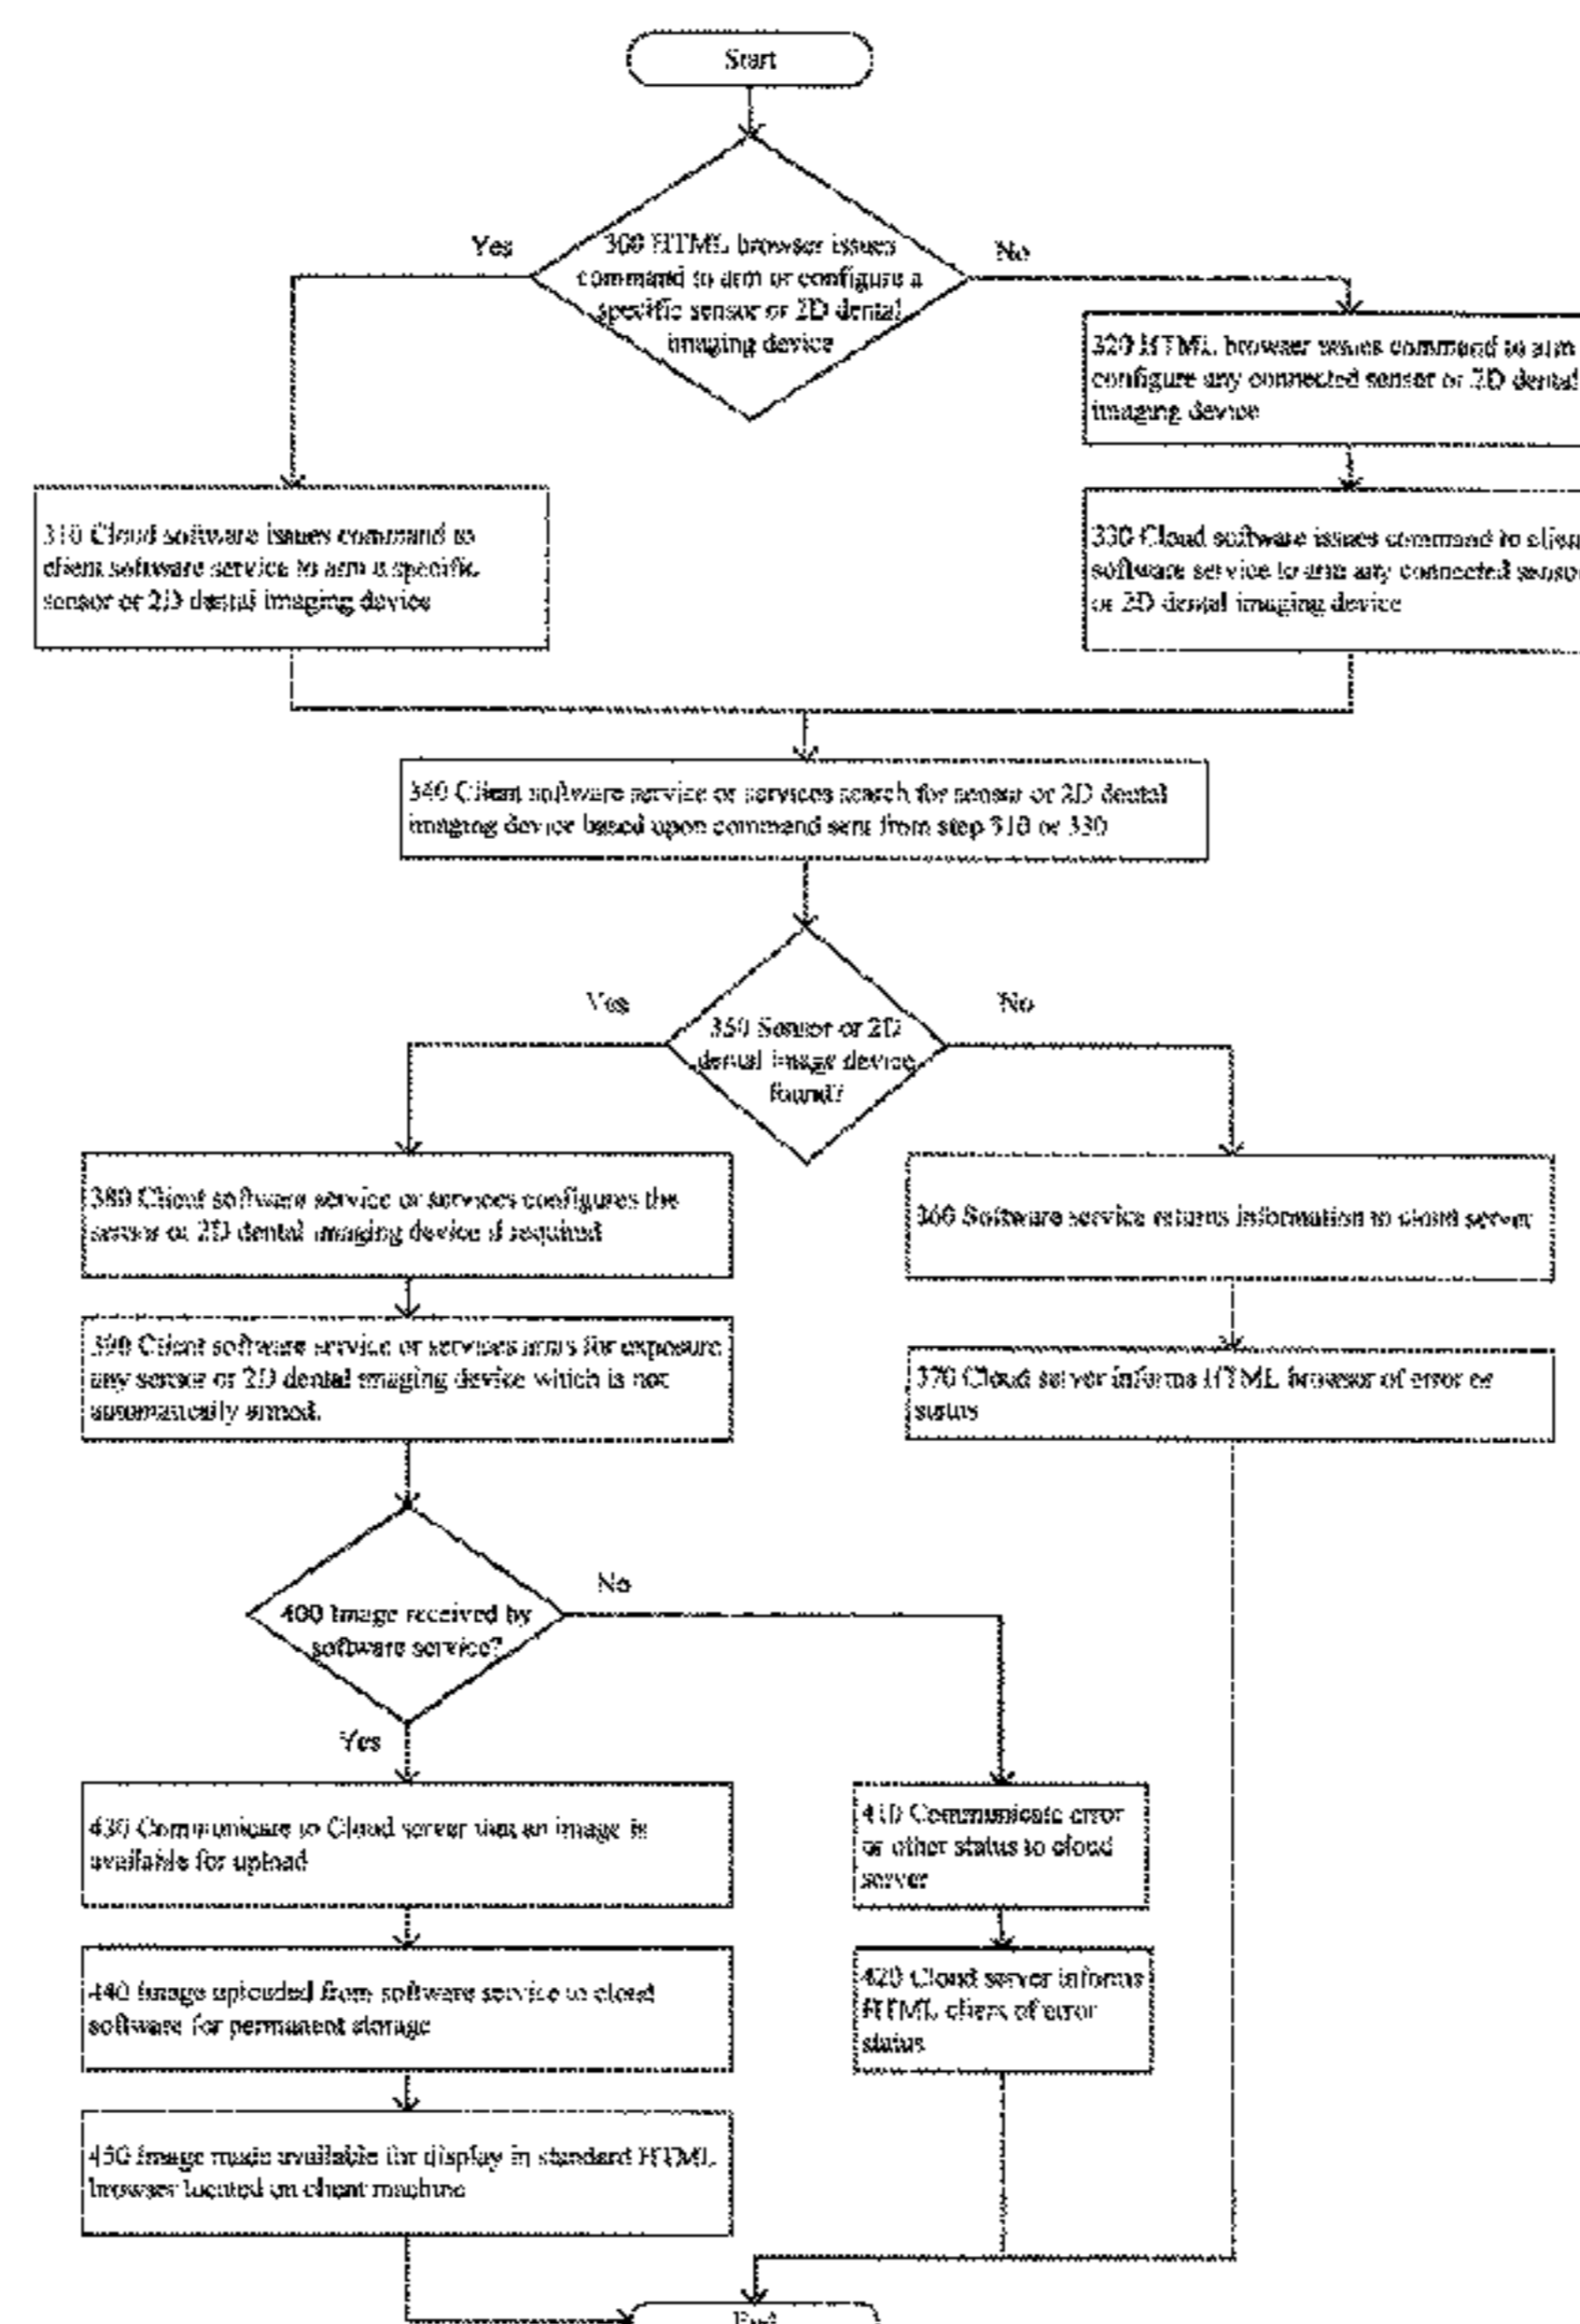 Start
Yes
300 HTML browser issues
command to arm or configure a
specific sensor or 2D dental
imaging device
No
320 HTML browser issues command to arm
configure any connected sensor or 2D dental
imaging device
310 Cloud software issues command to
client software service to arm a specific
sensor or 2D dental imaging device
330 Cloud software issues command to clien
software service to arm any connected senso
or 2D dental imaging device
340 Client software service or services search for sensor or 2D dental
imaging device based upon command sent from step 310 or 330
Yes
350 Sensor or 2D
dental image device
found?
No
380 Client software service or services configures the
sensor or 2D dental imaging device if required
360 Software service returns information to cloud server
390 Client software service or services arms for exposure
any sensor or 2D dental imaging device which is not
automatically armed.
370 Cloud server informs HTML browser of error or
status
400 Image received by
software service?
No
Yes
430 Communicate to Cloud server that an image is
available for upload
410 Communicate error
or other status to cloud
server
440 Image uploaded from software service to cloud
software for permanent storage
420 Cloud server informs
HTML client of error
status
450 Image made available for display in standard HTML
browser located on client machine